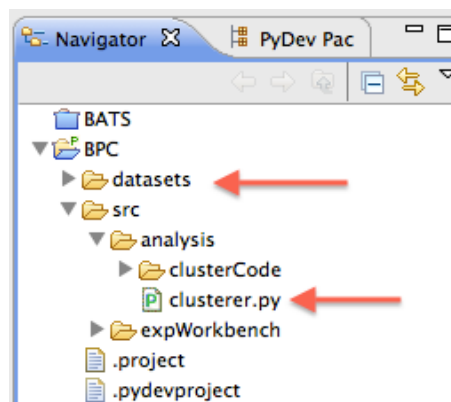 Navigator PyDev Pac
BATS
BPC
datasets
src
analysis
clusterCode
clusterer.py
expWorkbench
.project
.pydevproject